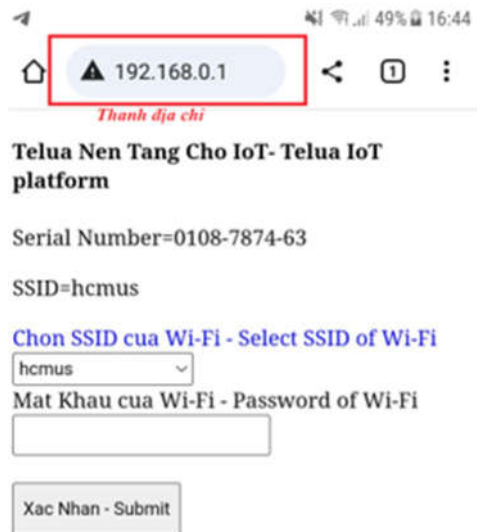 49% 16:44
192.168.0.1
1
Thanh địa chỉ
Telua Nen Tang Cho IoT- Telua IoT
platform
Serial Number=0108-7874-63
SSID=hcmus
Chon SSID cua Wi-Fi - Select SSID of Wi-Fi
hcmus
Mat Khau cua Wi-Fi - Password of Wi-Fi
Xac Nhan - Submit